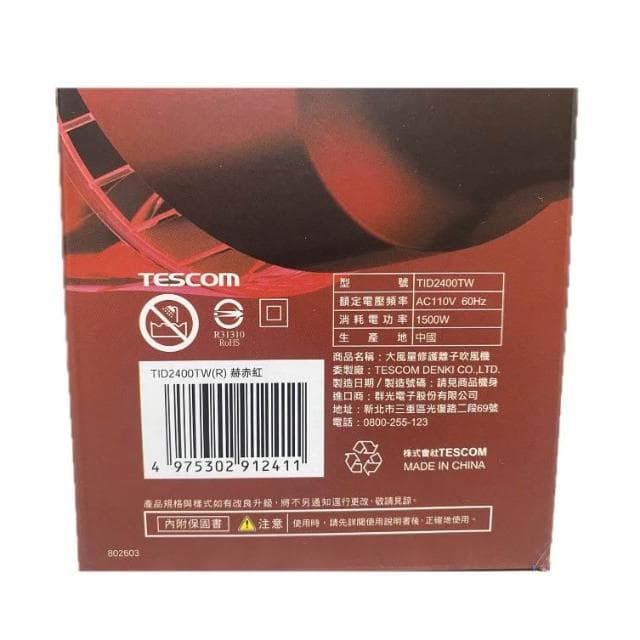 TESCOM
R31310
RoHS
型號 TID2400TW
額定電壓頻率 AC110V 60Hz
消耗電功率 1500W
生產地 中國
商品名稱:大風量修護離子吹風機
委製廠:TESCOM DENKI CO.,LTD.
製造日期/製造號碼:請見商品機身
進口商:群光電子股份有限公司
地址:新北市三重區光復路二段69號
電話:0800-255-123
TID2400TW(R) 赫赤紅
4 975302 912411
株式會社TESCOM
MADE IN CHINA
產品規格與樣式如有改良升級,將不另通知逕行更改,敬請見諒。
內附保固書 注意 使用時,請先詳閱使用說明書後,正確地使用。
802603